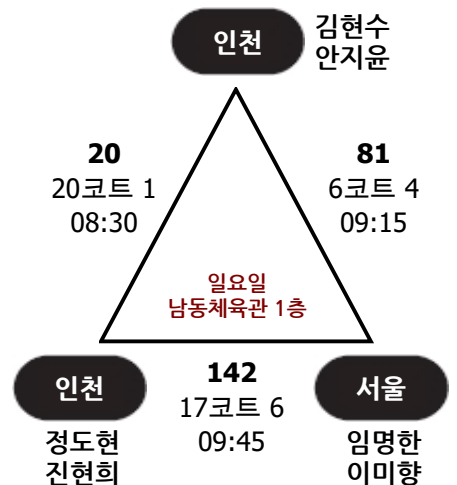 인천
김현수
안지윤
20
20코트 1
08:30
81
6코트 4
09:15
일요일
남동체육관 1층
인천
정도현
진현희
142
17코트 6
09:45
서울
임명한
이미향